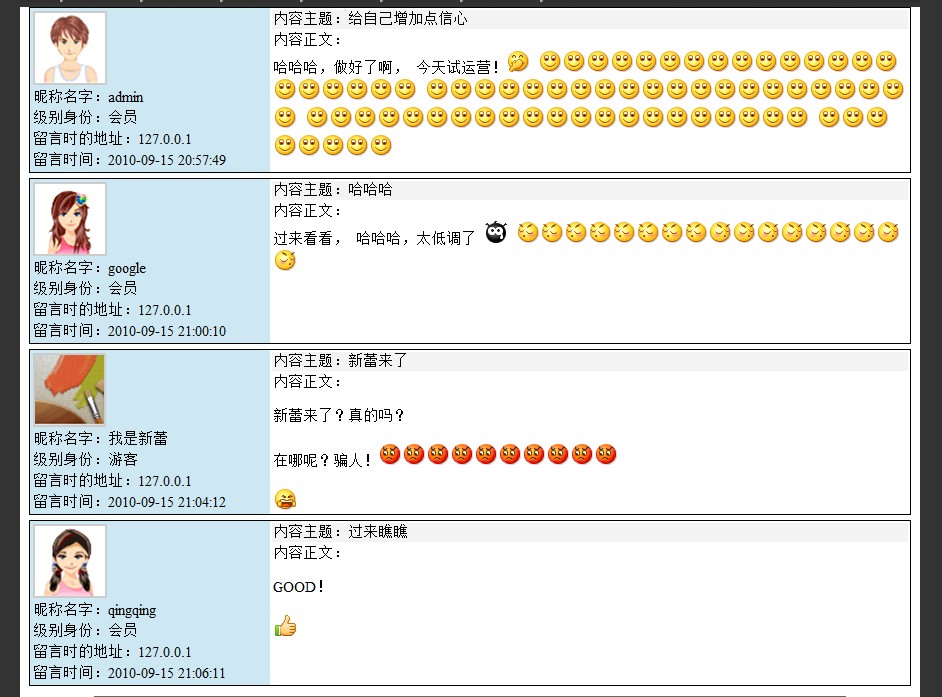 内容主题：给自己增加点信心
内容正文：
哈哈哈，做好了啊， 今天试运营！
昵称名字：admin
级别身份：会员
留言时的地址：127.0.0.1
留言时间：2010-09-15 20:57:49
内容主题：哈哈哈
内容正文：
过来看看， 哈哈哈，太低调了
昵称名字：google
级别身份：会员
留言时的地址：127.0.0.1
留言时间：2010-09-15 21:00:10
内容主题：新蕾来了
内容正文：
新蕾来了？真的吗？
在哪呢？骗人！
昵称名字：我是新蕾
级别身份：游客
留言时的地址：127.0.0.1
留言时间：2010-09-15 21:04:12
内容主题：过来瞧瞧
内容正文：
GOOD！
昵称名字：qingqing
级别身份：会员
留言时的地址：127.0.0.1
留言时间：2010-09-15 21:06:11